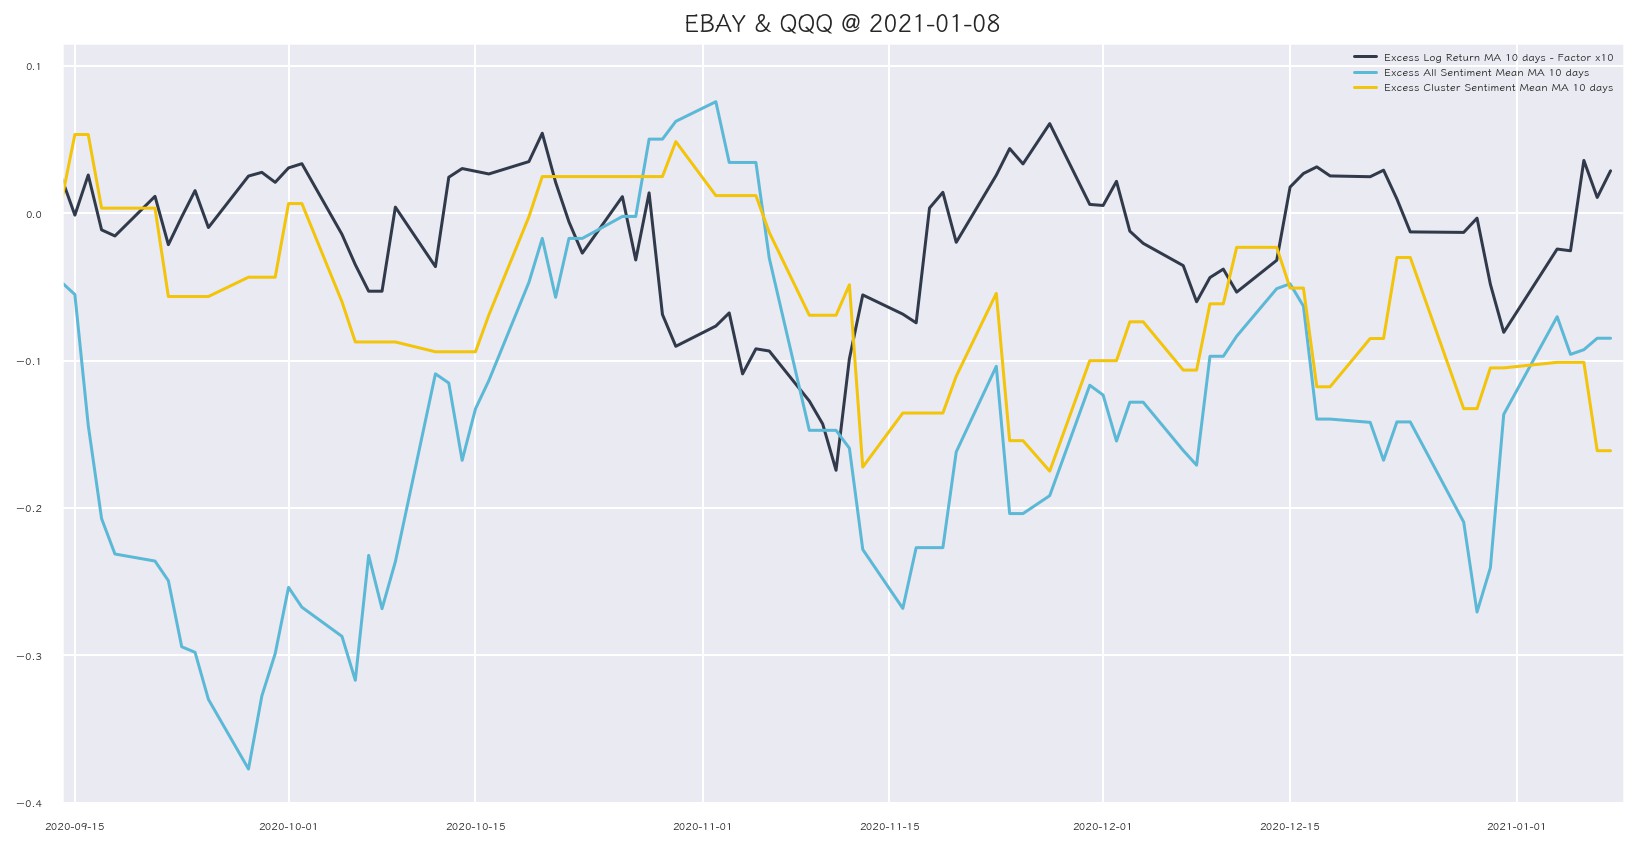 EBAY & QQQ @ 2021-01-08
Excess Log Return MA 10 days - Factor x10
Excess All Sentiment Mean MA 10 days
Excess Cluster Sentiment Mean MA 10 days
0.1
0.0
−0.1
−0.2
−0.3
−0.4
2020-09-15 2020-10-01 2020-10-15 2020-11-01 2020-11-15 2020-12-01 2020-12-15 2021-01-01